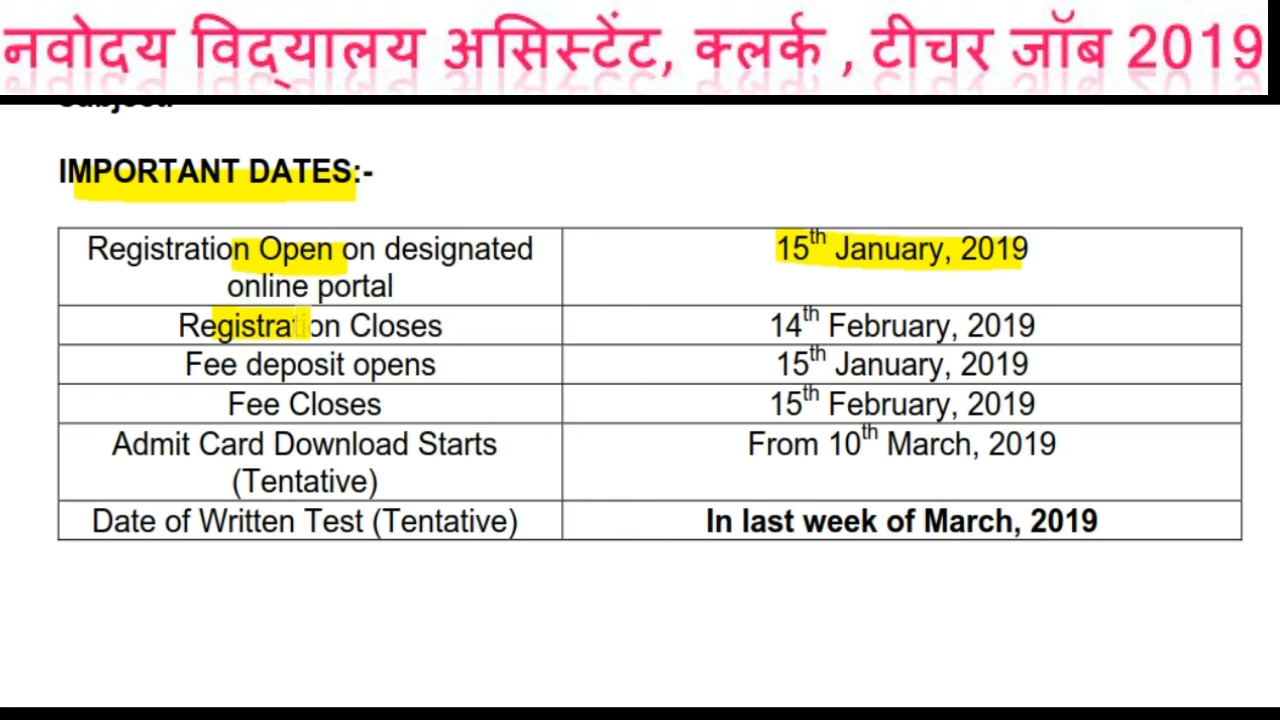 नवोदय विद्यालय असिस्टेंट, क्लर्क , टीचर जॉब 2019
IMPORTANT DATES:-
Registration Open on designated online portal
15th January, 2019
Registration Closes
14th February, 2019
Fee deposit opens
15th January, 2019
Fee Closes
15th February, 2019
Admit Card Download Starts
(Tentative)
From 10th March, 2019
Date of Written Test (Tentative)
In last week of March, 2019